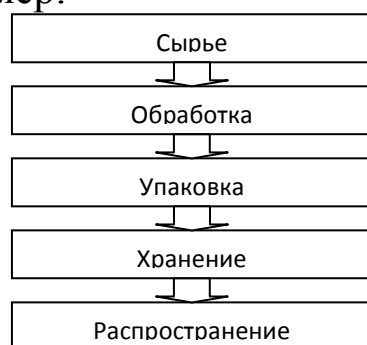 Сырье
Обработка
Упаковка
Хранение
Распространение